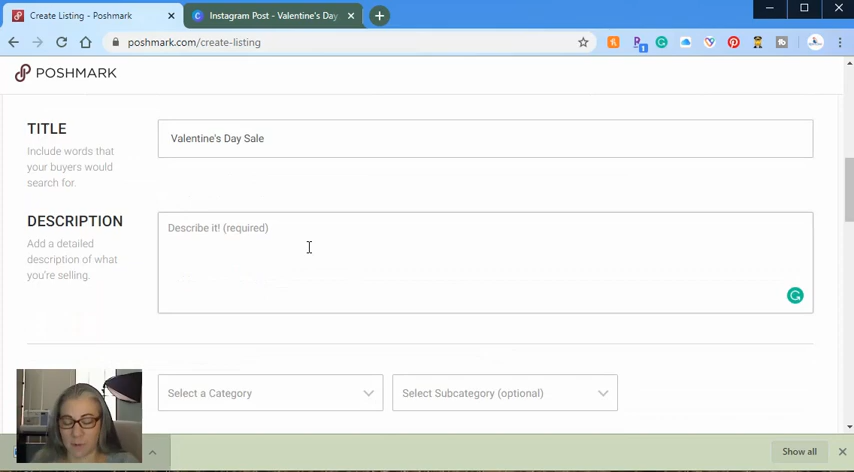 Create Listing - Poshmark
Instagram Post - Valentine's Day
poshmark.com/create-listing
POSHMARK
TITLE
Include words that
your buyers would
search for.
Valentine's Day Sale
DESCRIPTION
Add a detailed
description of what
you're selling.
Describe it! (required)
Select a Category
Select Subcategory (optional)
Show all